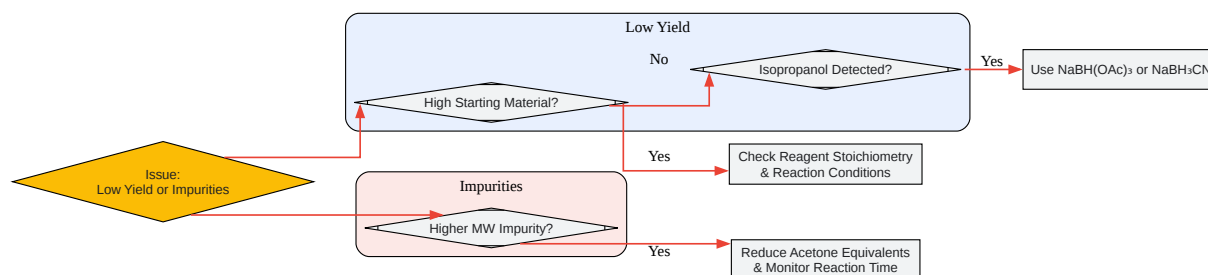 Low Yield
No
Isopropanol Detected?
Yes
Use NaBH(OAc)₃ or NaBH₃CN
High Starting Material?
Yes
Check Reagent Stoichiometry
& Reaction Conditions
Issue:
Low Yield or Impurities
Impurities
Higher MW Impurity?
Yes
Reduce Acetone Equivalents
& Monitor Reaction Time